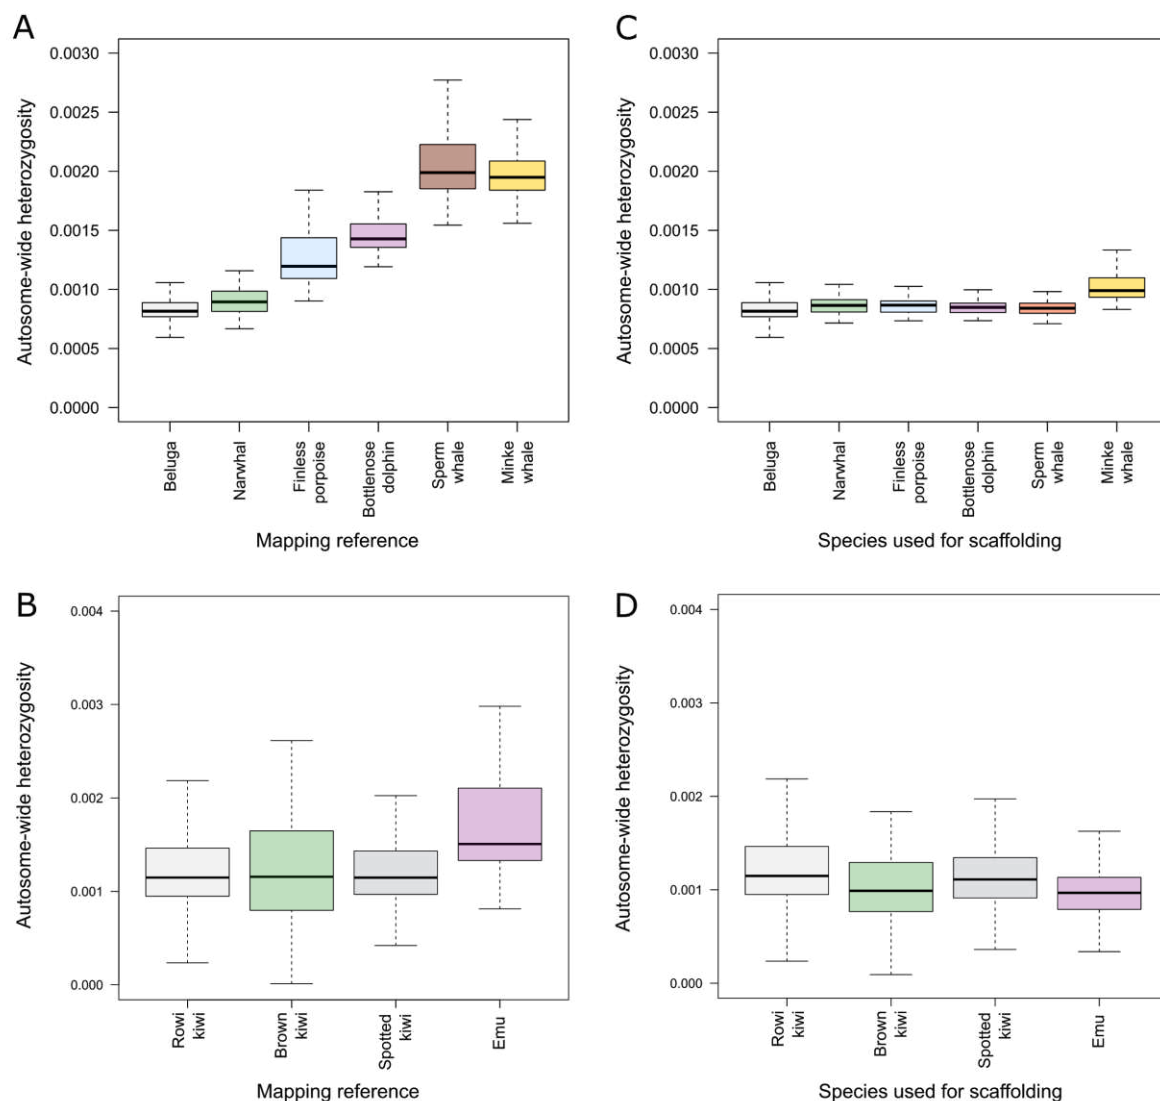 A
Autosome-wide heterozygosity
0.0030
0.0025
0.0020
0.0015
0.0010
0.0005
0.0000
Beluga
Narwhal
Finless
porpoise
Bottlenose
dolphin
Sperm
whale
Minke
whale
Mapping reference
C
Autosome-wide heterozygosity
0.0030
0.0025
0.0020
0.0015
0.0010
0.0005
0.0000
Beluga
Narwhal
Finless
porpoise
Bottlenose
dolphin
Sperm
whale
Minke
whale
Species used for scaffolding
B
Autosome-wide heterozygosity
0.004
0.003
0.002
0.001
0.000
Rowi
kiwi
Brown
kiwi
Spotted
kiwi
Emu
Mapping reference
D
Autosome-wide heterozygosity
0.004
0.003
0.002
0.001
0.000
Rowi
kiwi
Brown
kiwi
Spotted
kiwi
Emu
Species used for scaffolding